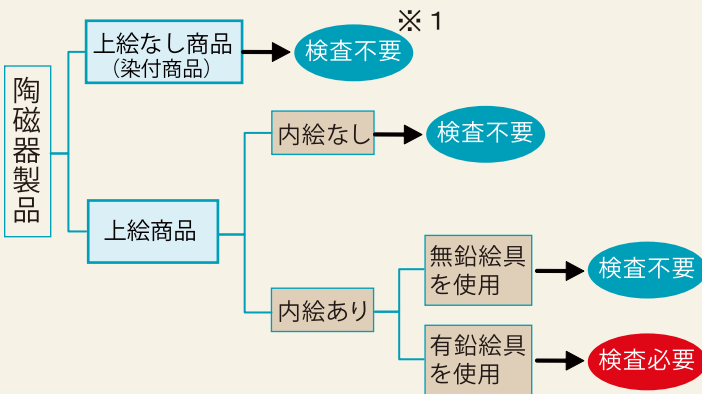 陶磁器製品
上絵なし商品
（染付商品）
検査不要
※1
内絵なし
検査不要
上絵商品
内絵あり
無鉛絵具
を使用
検査不要
有鉛絵具
を使用
検査必要